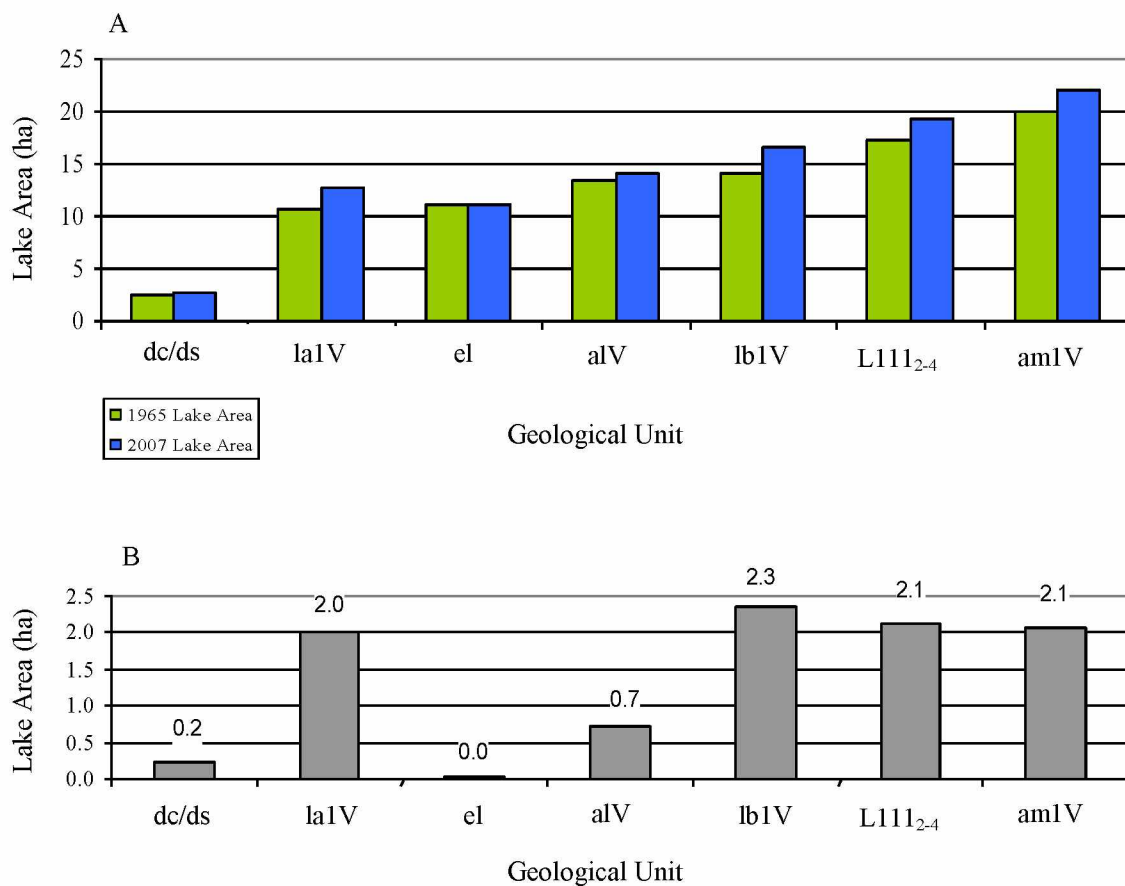 A
Lake Area (ha)
25
20
15
10
5
0
dc/ds la1V el alV lb1V L111₂₋₄ am1V
1965 Lake Area
2007 Lake Area
Geological Unit
B
Lake Area (ha)
2.5
2.0
1.5
1.0
0.5
0.0
0.2 2.0 0.0 0.7 2.3 2.1 2.1
dc/ds la1V el alV lb1V L111₂₋₄ am1V
Geological Unit